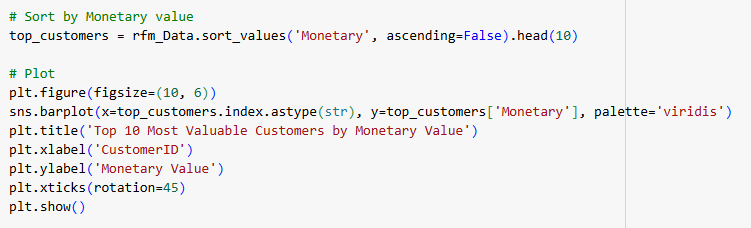 # Sort by Monetary value
top_customers = rfm_Data.sort_values('Monetary', ascending=False).head(10)
# Plot
plt.figure(figsize=(10, 6))
sns.barplot(x=top_customers.index.astype(str), y=top_customers['Monetary'], palette='viridis')
plt.title('Top 10 Most Valuable Customers by Monetary Value')
plt.xlabel('CustomerID')
plt.ylabel('Monetary Value')
plt.xticks(rotation=45)
plt.show()